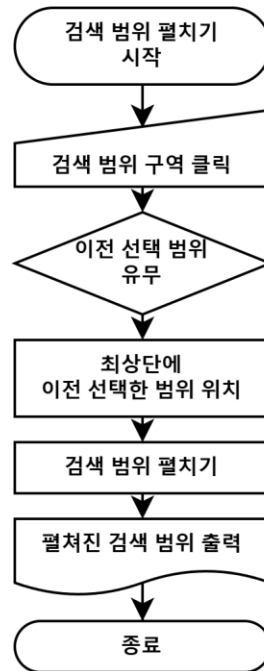 검색 범위 펼치기
시작
검색 범위 구역 클릭
이전 선택 범위
유무
최상단에
이전 선택한 범위 위치
검색 범위 펼치기
펼쳐진 검색 범위 출력
종료